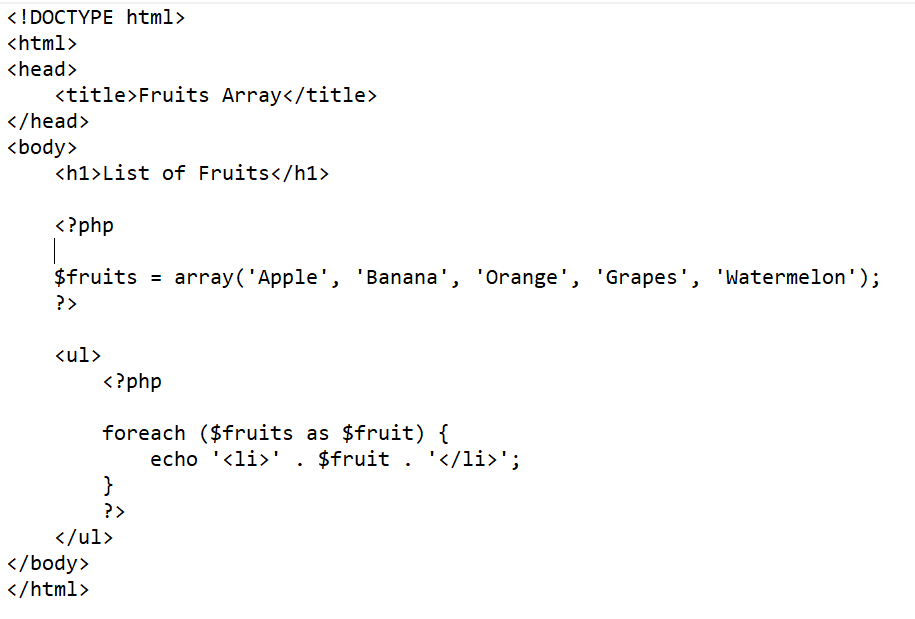 <!DOCTYPE html>
<html>
<head>
    <title>Fruits Array</title>
</head>
<body>
    <h1>List of Fruits</h1>

    <?php

    $fruits = array('Apple', 'Banana', 'Orange', 'Grapes', 'Watermelon');
    ?>

    <ul>
        <?php

        foreach ($fruits as $fruit) {
            echo '<li>' . $fruit . '</li>';
        }
        ?>
    </ul>
</body>
</html>